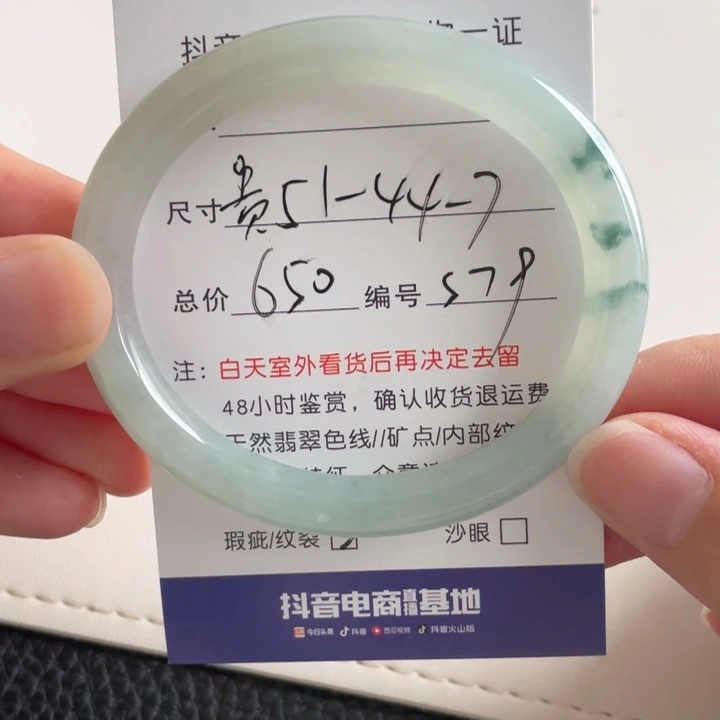 抖音 一证
尺寸 贵51-44-7
总价 650 编号 579
注：白天室外看货后再决定去留
48小时鉴赏，确认收货退运费
天然翡翠色线//矿点/内部纹
特征
瑕疵/纹裂 沙眼
抖音电商直播基地
今日头条 抖音 西瓜视频 抖音火山版